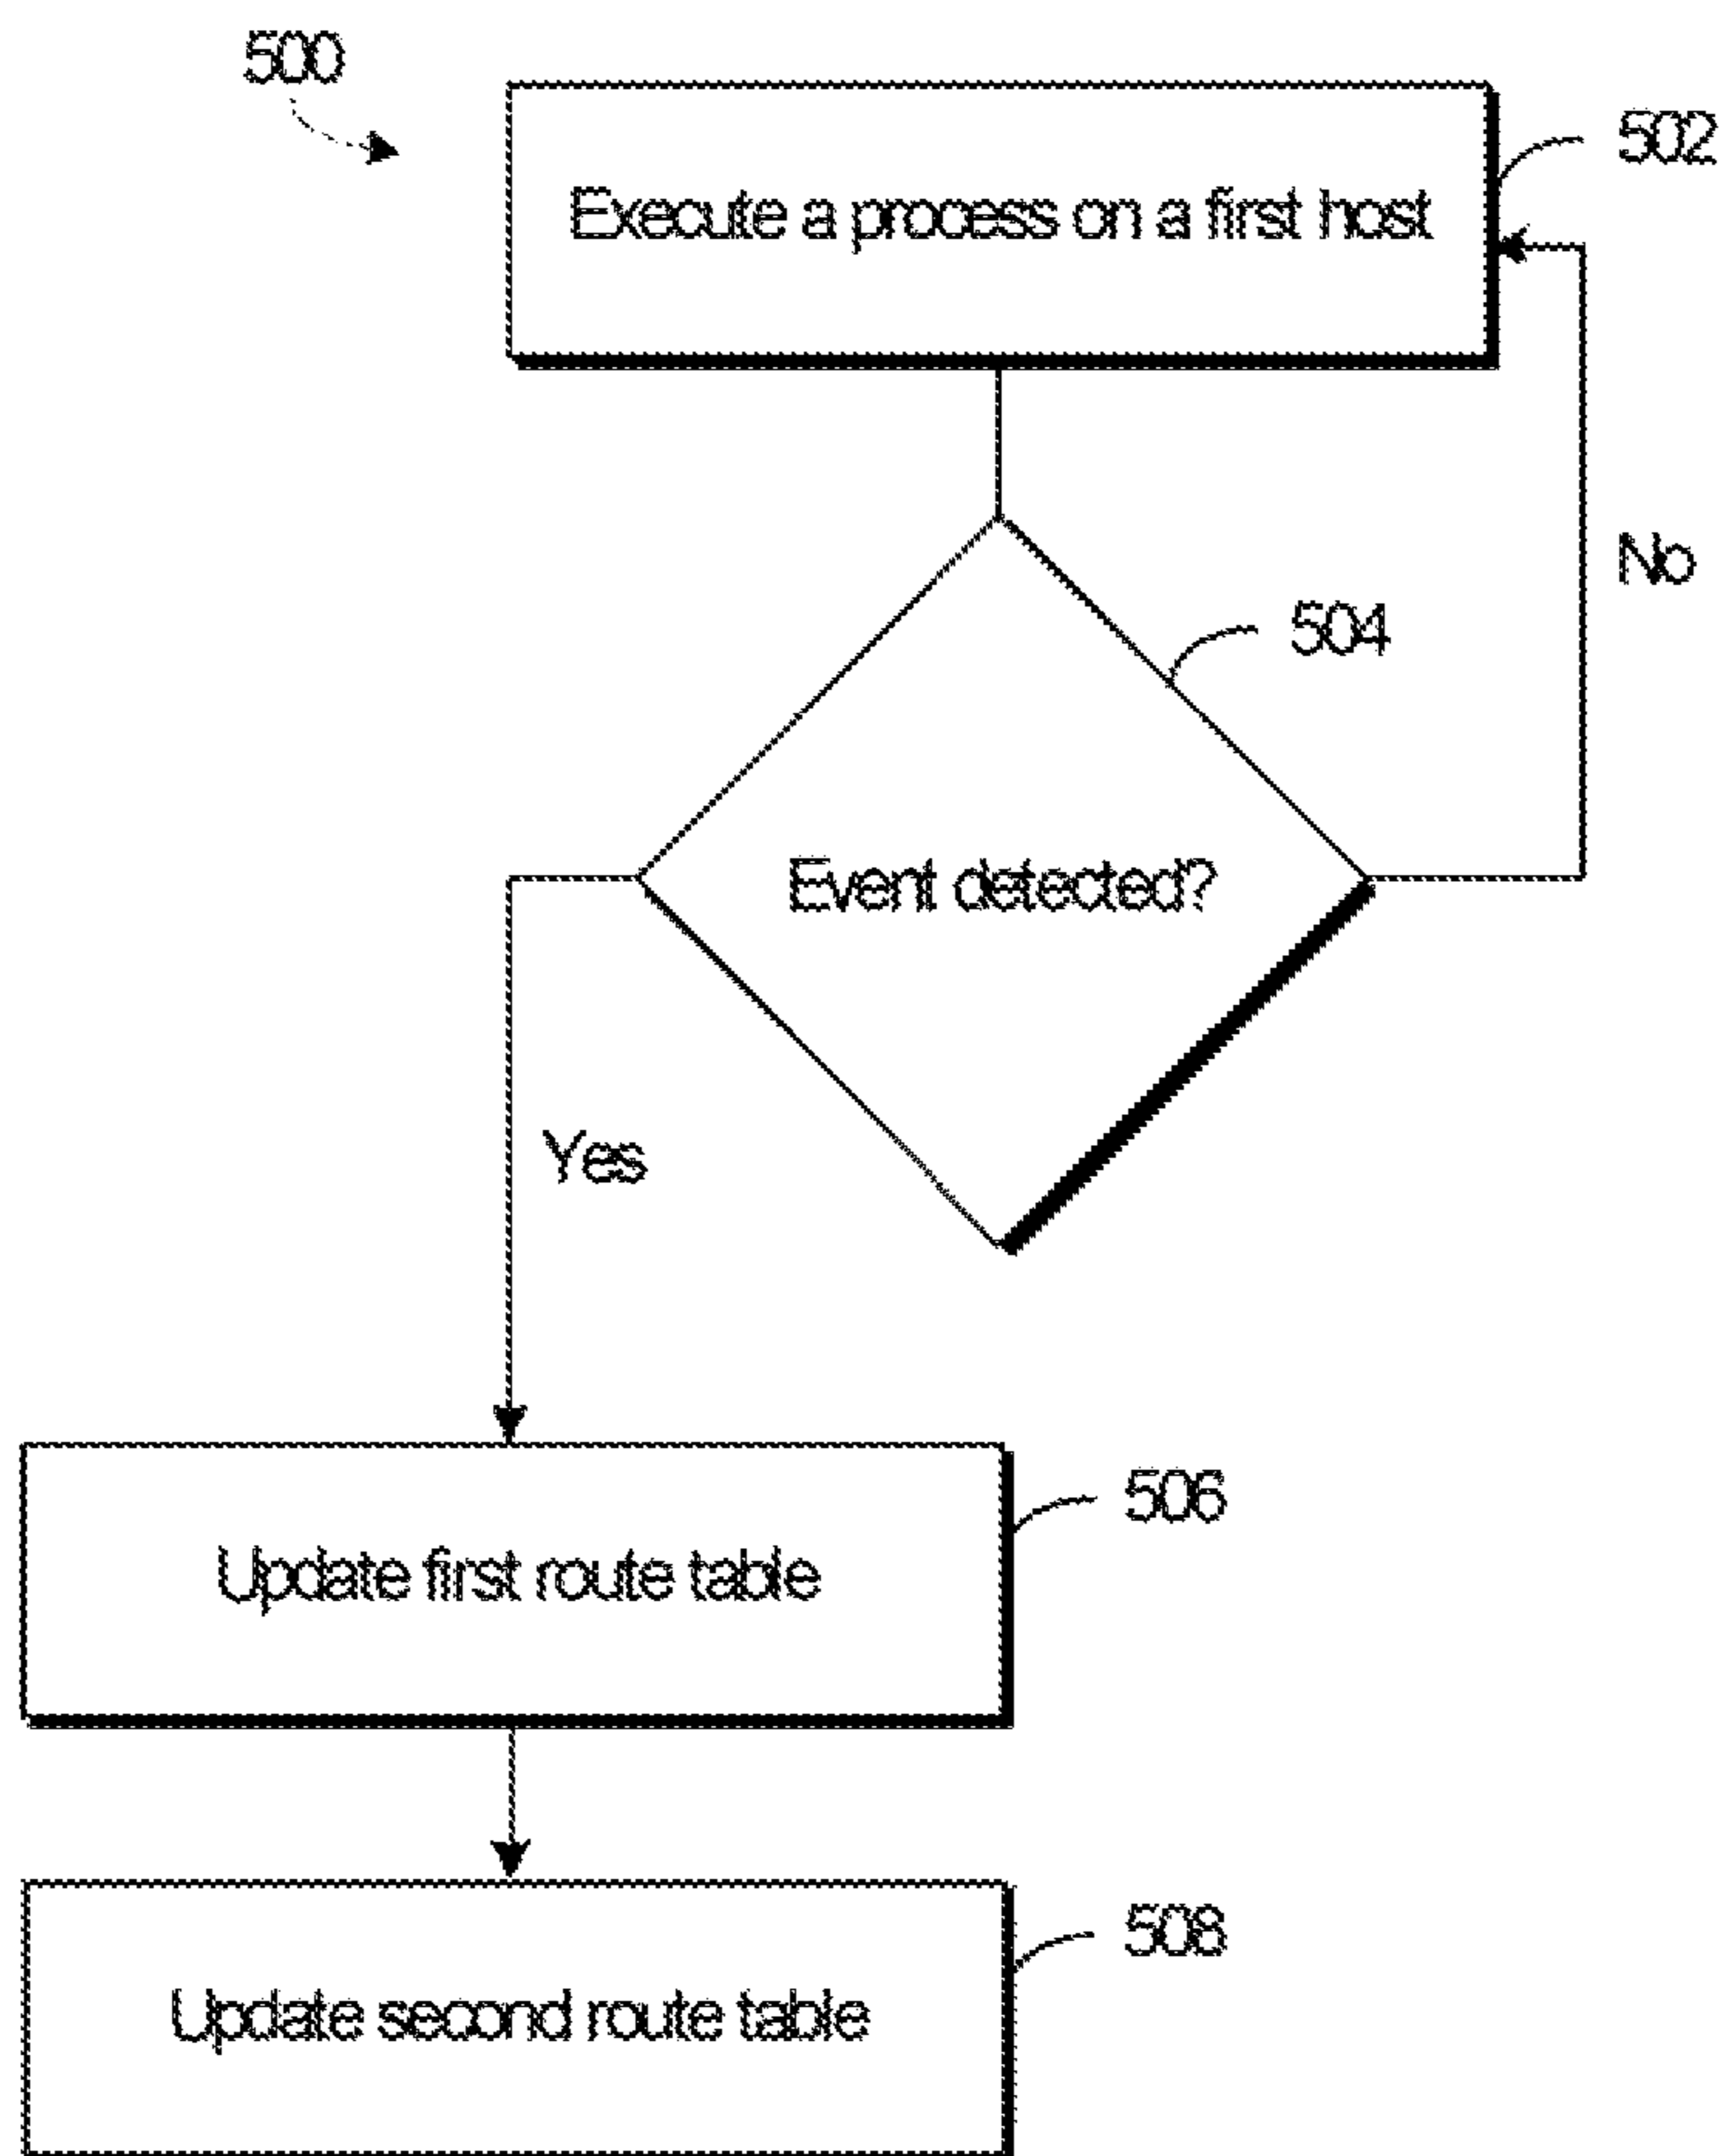 500
502
Execute a process on a first host
No
504
Event detected?
Yes
506
Update first route table
508
Update second route table